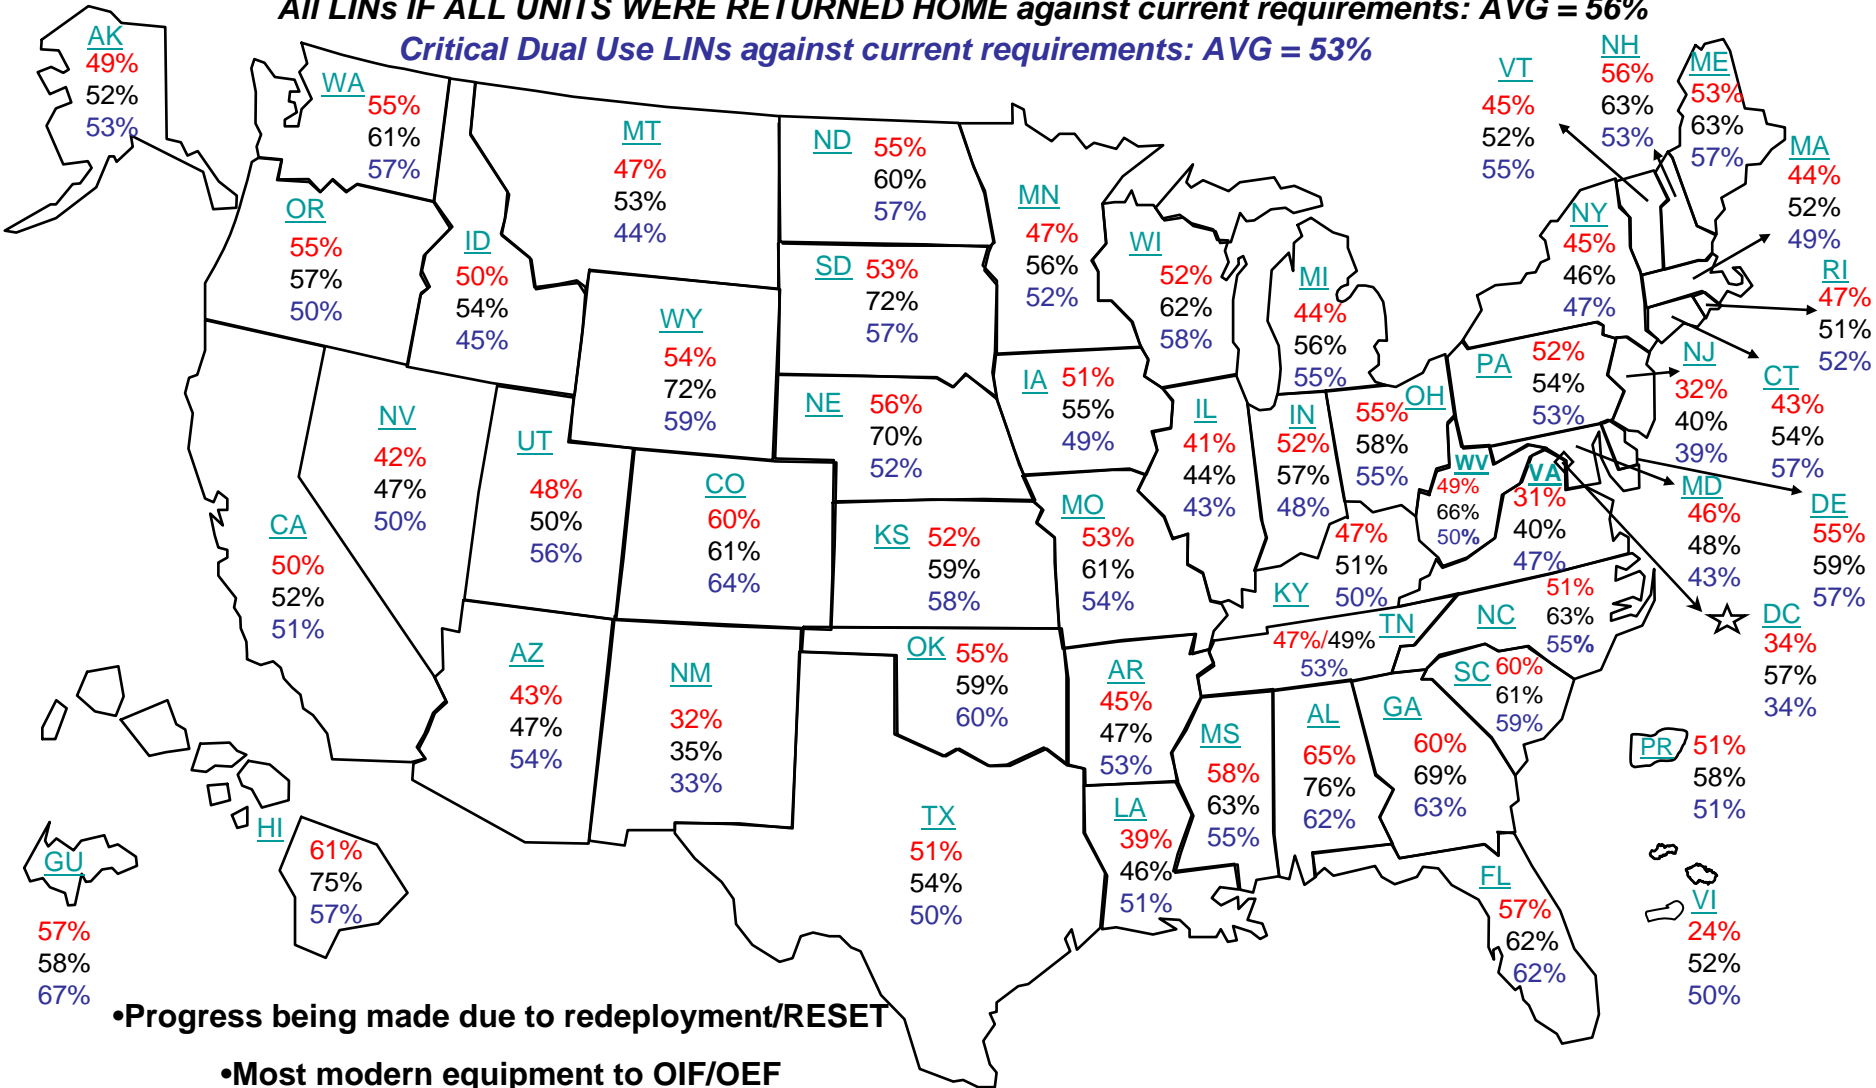 All LINs IF ALL UNITS WERE RETURNED HOME against current requirements: AVG = 56%
Critical Dual Use LINs against current requirements: AVG = 53%
AK
49%
52%
53%
WA
55%
61%
57%
MT
47%
53%
44%
ND 55%
60%
57%
MN
47%
56%
52%
VT
45%
52%
55%
NH
56%
63%
53%
ME
53%
63%
57%
MA
44%
52%
49%
OR
55%
57%
50%
ID
50%
54%
45%
WY
54%
72%
59%
SD 53%
72%
57%
WI
52%
62%
58%
MI
44%
56%
55%
NY
45%
46%
47%
RI
47%
51%
52%
NV
42%
47%
50%
UT
48%
50%
56%
CO
60%
61%
64%
NE 56%
70%
52%
IA 51%
55%
49%
IL
41%
44%
43%
IN
52%
57%
48%
OH
55%
58%
55%
PA 52%
54%
53%
NJ
32%
40%
39%
CT
43%
54%
57%
CA
50%
52%
51%
KS 52%
59%
58%
MO
53%
61%
54%
WV
49%
66%
50%
VA
31%
40%
47%
MD
46%
48%
43%
DE
55%
59%
57%
47%
51%
KY 50%
AZ
43%
47%
54%
NM
32%
35%
33%
OK 55%
59%
60%
AR
45%
47%
53%
47%/49% TN
53%
NC 51%
63%
55%
DC
34%
57%
34%
SC 60%
61%
59%
MS
58%
63%
55%
AL
65%
76%
62%
GA
60%
69%
63%
PR 51%
58%
51%
HI
61%
75%
57%
TX
51%
54%
50%
LA
39%
46%
51%
FL
57%
62%
62%
VI
24%
52%
50%
GU
57%
58%
67%
•Progress being made due to redeployment/RESET
•Most modern equipment to OIF/OEF